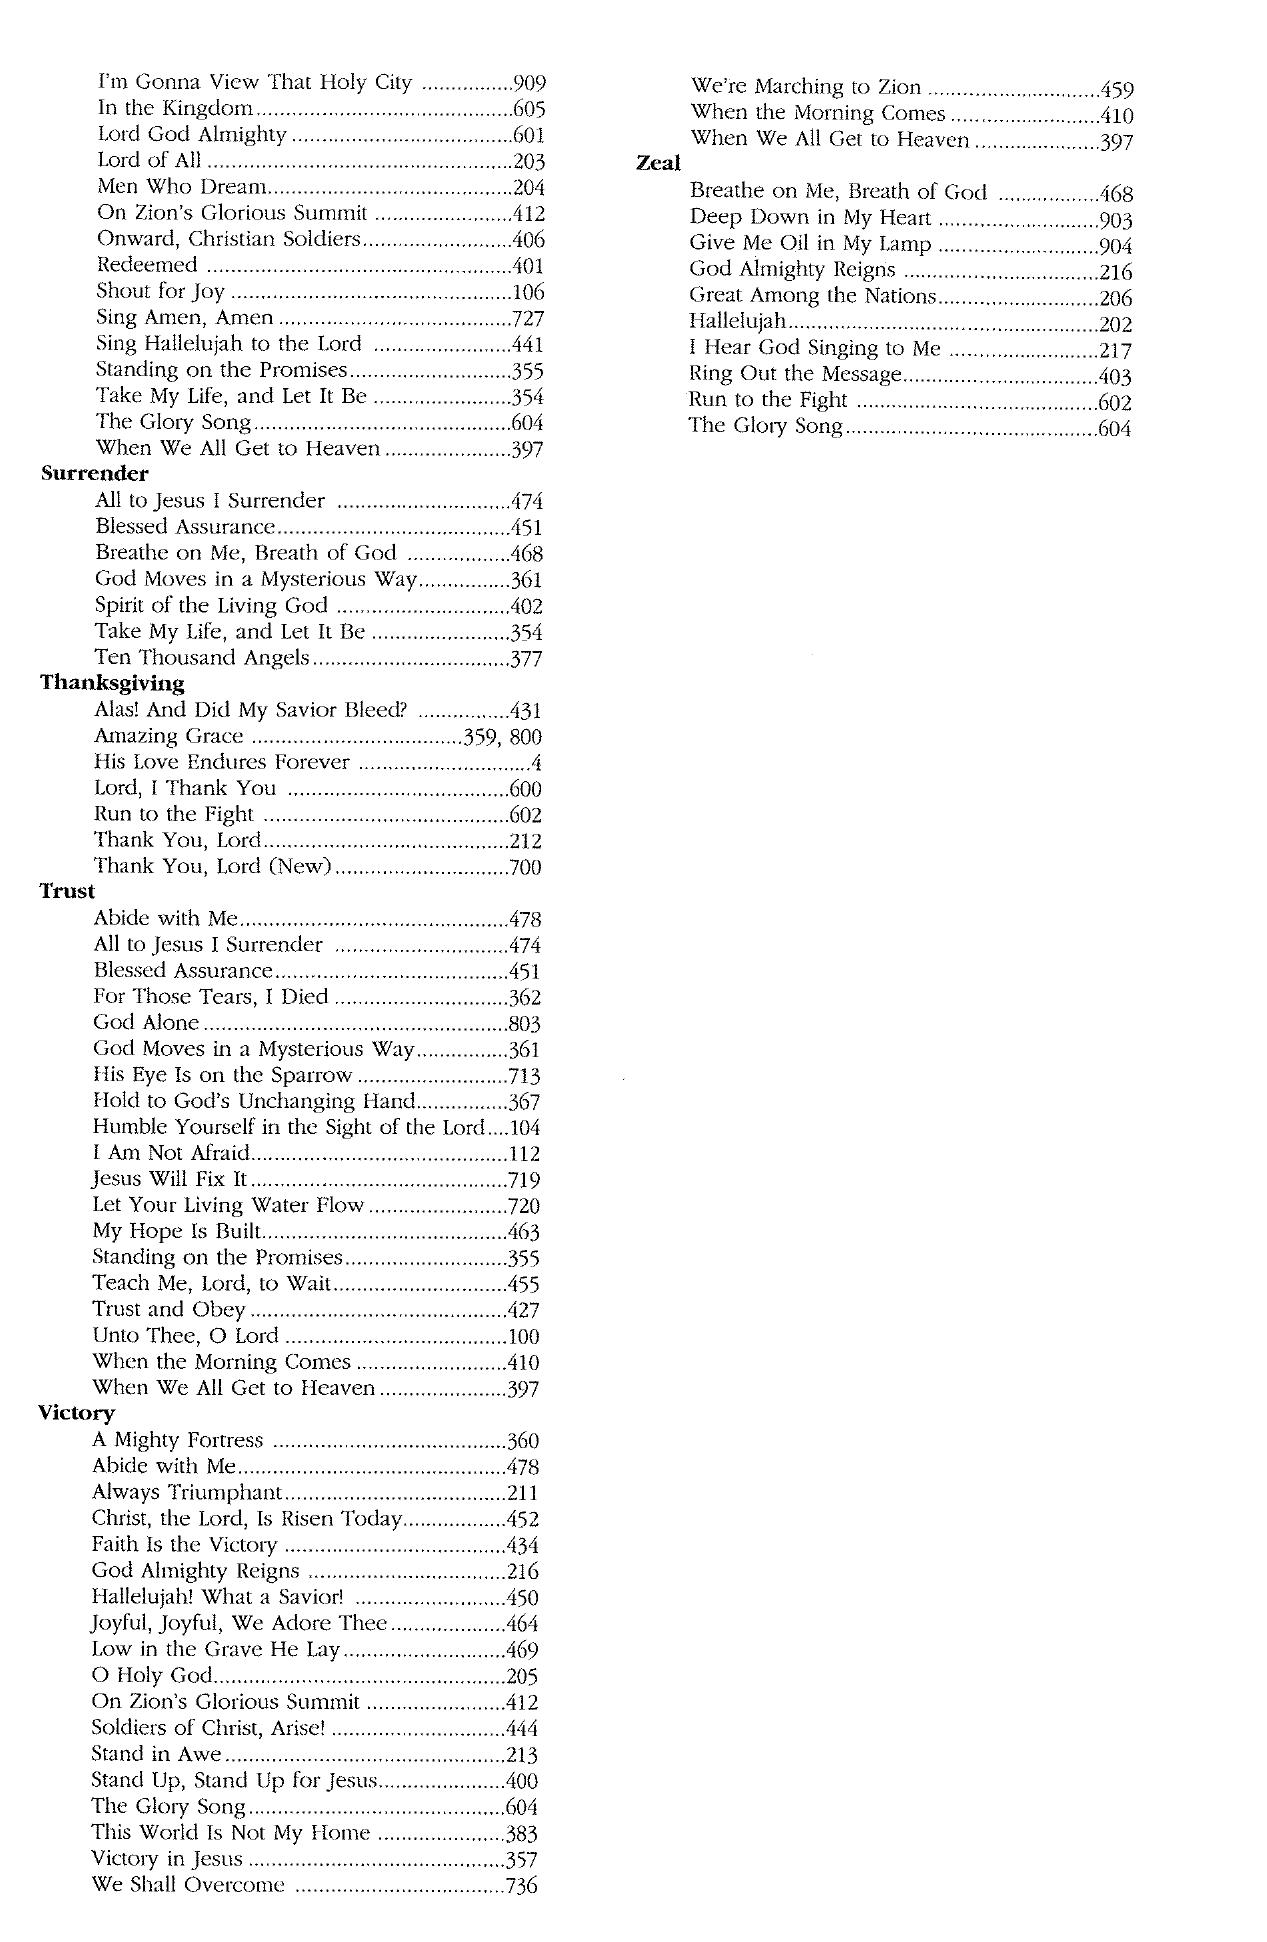 I'm Gonna View That Holy City ...............909
In the Kingdom...........................................605
Lord God Almighty .....................................601
Lord of All ...................................................203
Men Who Dream.........................................204
On Zion's Glorious Summit .......................412
Onward, Christian Soldiers.........................406
Redeemed ...................................................401
Shout for Joy ...............................................106
Sing Amen, Amen .......................................727
Sing Hallelujah to the Lord .......................441
Standing on the Promises...........................355
Take My Life, and Let It Be .......................354
The Glory Song...........................................604
When We All Get to Heaven .....................397
Surrender
All to Jesus I Surrender .............................474
Blessed Assurance.......................................451
Breathe on Me, Breath of God .................468
God Moves in a Mysterious Way...............361
Spirit of the Living God .............................402
Take My Life, and Let It Be .......................354
Ten Thousand Angels.................................377
Thanksgiving
Alas! And Did My Savior Bleed? ...............431
Amazing Grace ...................................359, 800
His Love Endures Forever .............................4
Lord, I Thank You .....................................600
Run to the Fight .........................................602
Thank You, Lord.........................................212
Thank You, Lord (New).............................700
Trust
Abide with Me.............................................478
All to Jesus I Surrender .............................474
Blessed Assurance.......................................451
For Those Tears, I Died .............................362
God Alone...................................................803
God Moves in a Mysterious Way...............361
His Eye Is on the Sparrow .........................713
Hold to God's Unchanging Hand...............367
Humble Yourself in the Sight of the Lord....104
I Am Not Afraid...........................................112
Jesus Will Fix It...........................................719
Let Your Living Water Flow.......................720
My Hope Is Built.........................................463
Standing on the Promises...........................355
Teach Me, Lord, to Wait.............................455
Trust and Obey...........................................427
Unto Thee, O Lord .....................................100
When the Morning Comes .........................410
When We All Get to Heaven .....................397
Victory
A Mighty Fortress .......................................360
Abide with Me.............................................478
Always Triumphant.....................................211
Christ, the Lord, Is Risen Today.................452
Faith Is the Victory .....................................434
God Almighty Reigns .................................216
Hallelujah! What a Savior! .........................450
Joyful, Joyful, We Adore Thee...................464
Low in the Grave He Lay...........................469
O Holy God.................................................205
On Zion's Glorious Summit .......................412
Soldiers of Christ, Arise! .............................444
Stand in Awe...............................................213
Stand Up, Stand Up for Jesus.....................400
The Glory Song...........................................604
This World Is Not My Home .....................383
Victory in Jesus ...........................................357
We Shall Overcome ...................................736
We're Marching to Zion .............................459
When the Morning Comes .........................410
When We All Get to Heaven .....................397
Zeal
Breathe on Me, Breath of God .................468
Deep Down in My Heart ...........................903
Give Me Oil in My Lamp ...........................904
God Almighty Reigns .................................216
Great Among the Nations...........................206
Hallelujah.....................................................202
I Hear God Singing to Me .........................217
Ring Out the Message.................................403
Run to the Fight .........................................602
The Glory Song...........................................604